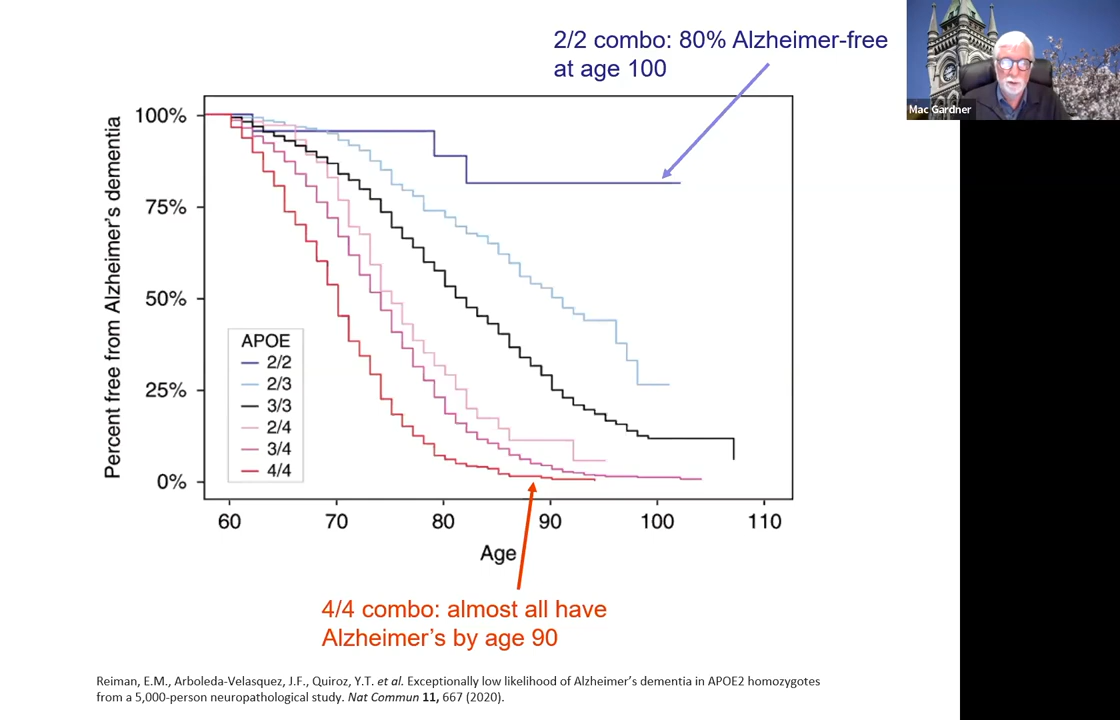 2/2 combo: 80% Alzheimer-free
at age 100
Mac Gardner
Percent free from Alzheimer's dementia
100%
75%
50%
25%
0%
APOE
2/2
2/3
3/3
2/4
3/4
4/4
60
70
80
90
100
110
Age
4/4 combo: almost all have
Alzheimer's by age 90
Reiman, E.M., Arboleda-Velasquez, J.F., Quiroz, Y.T. et al. Exceptionally low likelihood of Alzheimer's dementia in APOE2 homozygotes
from a 5,000-person neuropathological study. Nat Commun 11, 667 (2020).